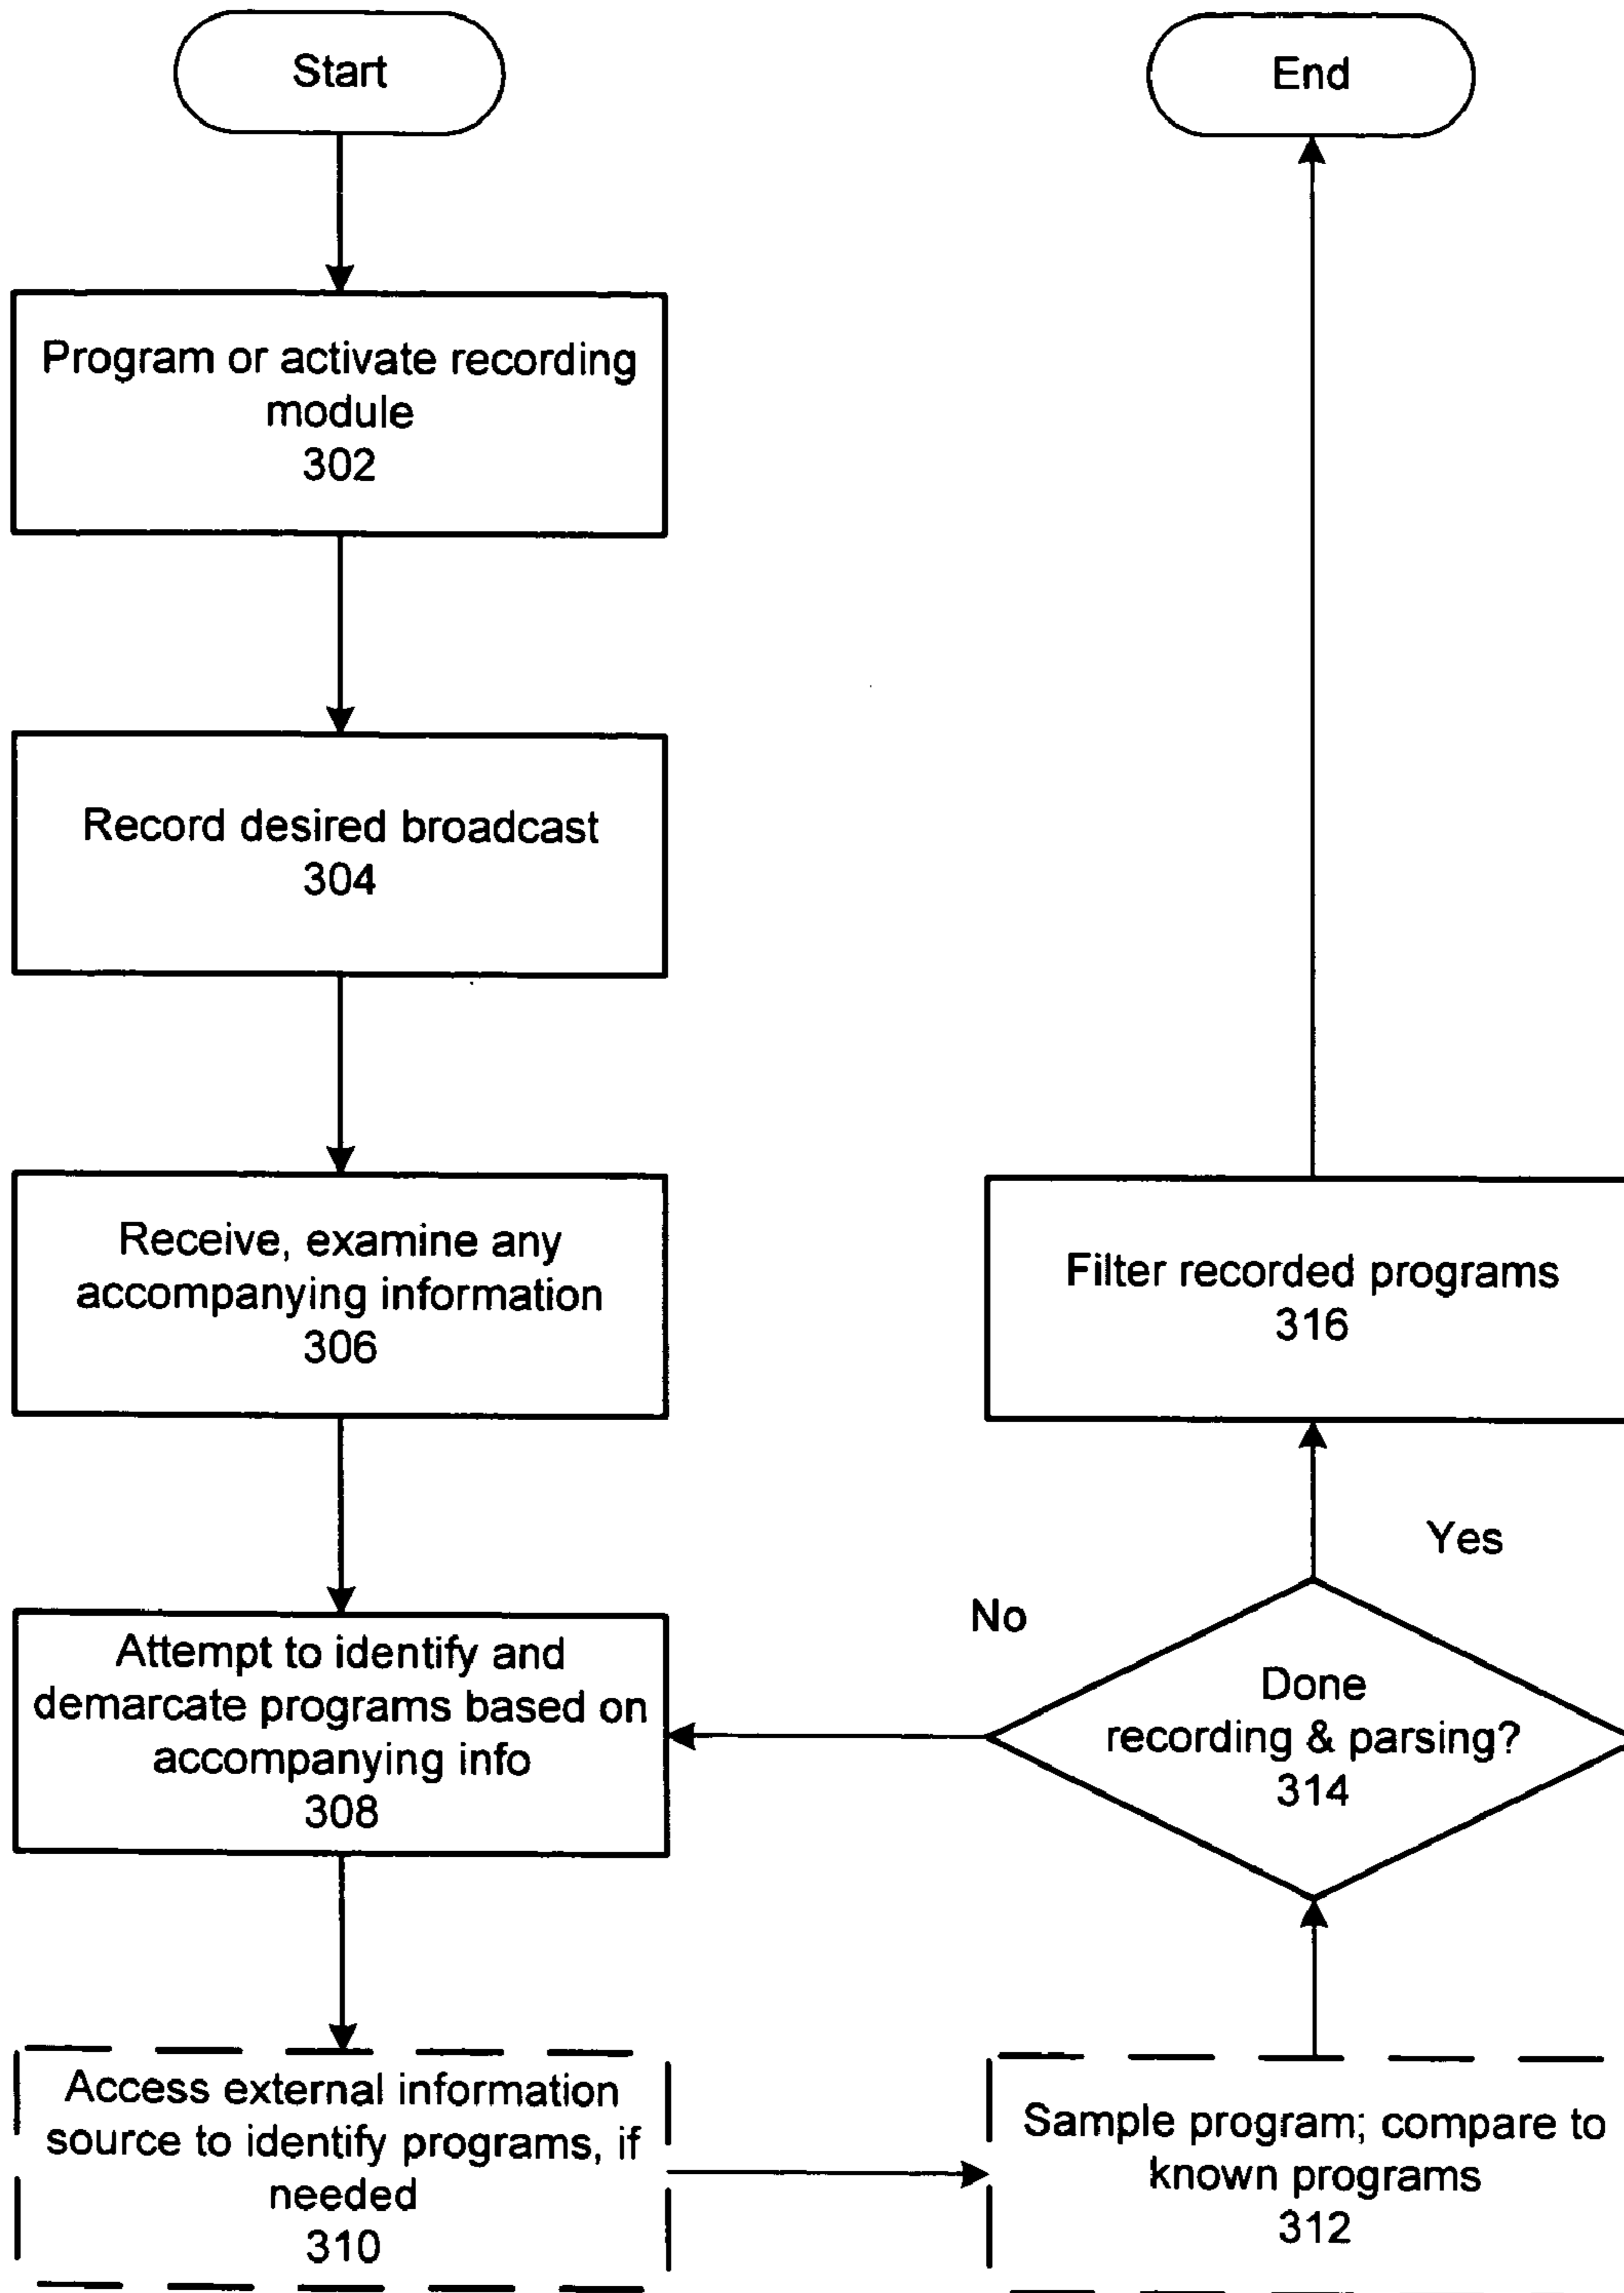 Start
Program or activate recording
module
302
Record desired broadcast
304
Receive, examine any
accompanying information
306
Attempt to identify and
demarcate programs based on
accompanying info
308
Access external information
source to identify programs, if
needed
310
Sample program; compare to
known programs
312
Done
recording & parsing?
314
No
Yes
Filter recorded programs
316
End